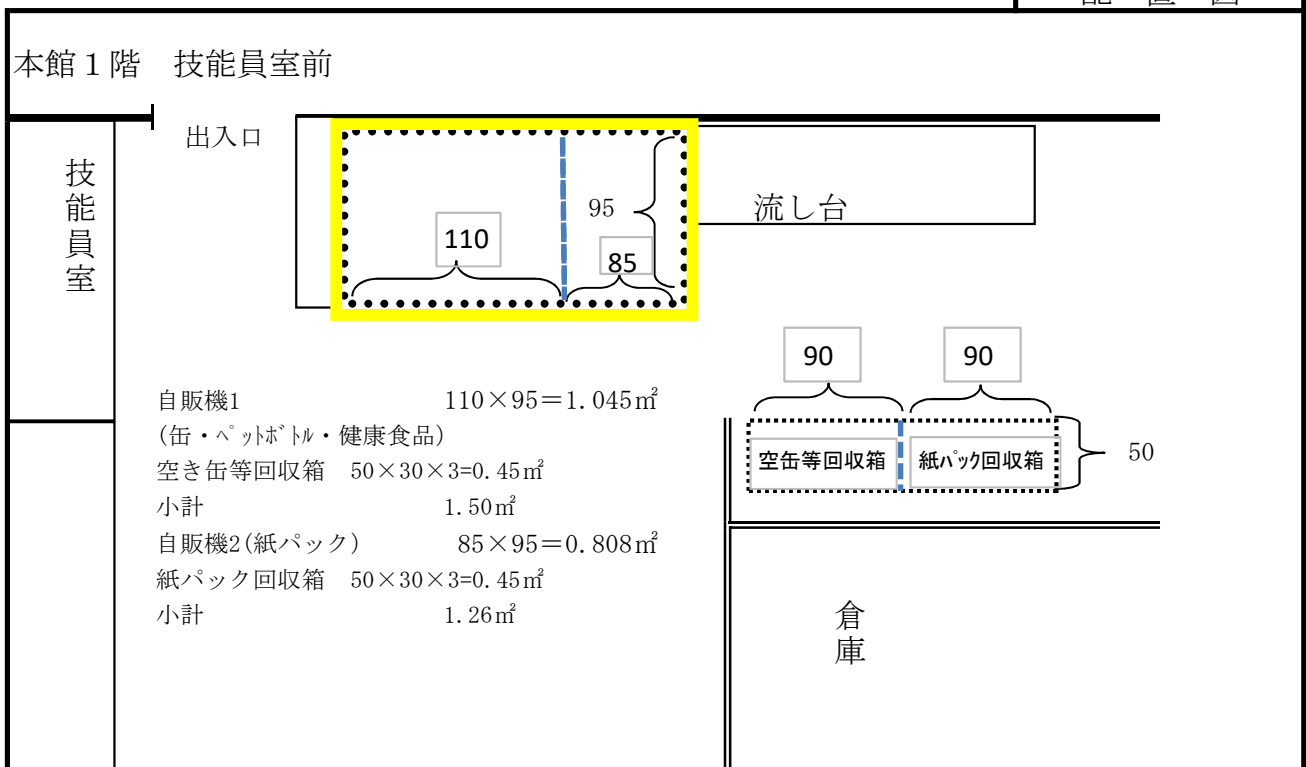 配 置 図
本館１階　技能員室前
出入口
技能員室
95
流し台
110
85
90
90
自販機1　110×95＝1.045㎡
(缶・ﾍﾟｯﾄﾎﾞﾄﾙ・健康食品)
空き缶等回収箱　50×30×3=0.45㎡
小計　1.50㎡
自販機2(紙パック)　85×95＝0.808㎡
紙パック回収箱　50×30×3=0.45㎡
小計　1.26㎡
空缶等回収箱
紙ﾊﾟｯｸ回収箱
50
倉庫